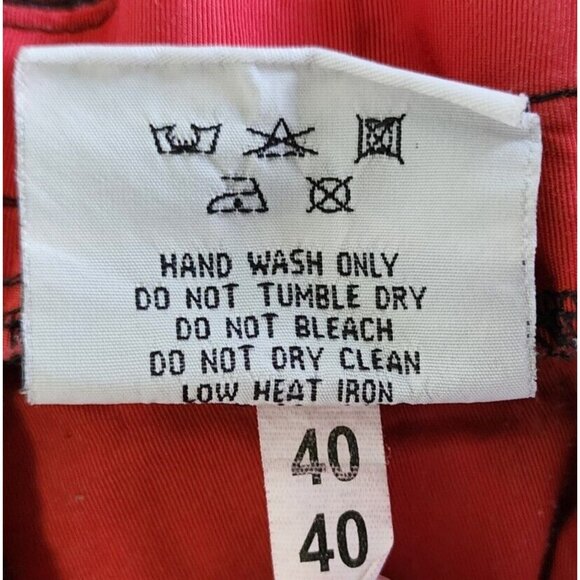 HAND WASH ONLY
DO NOT TUMBLE DRY
DO NOT BLEACH
DO NOT DRY CLEAN
LOW HEAT IRON
40
40